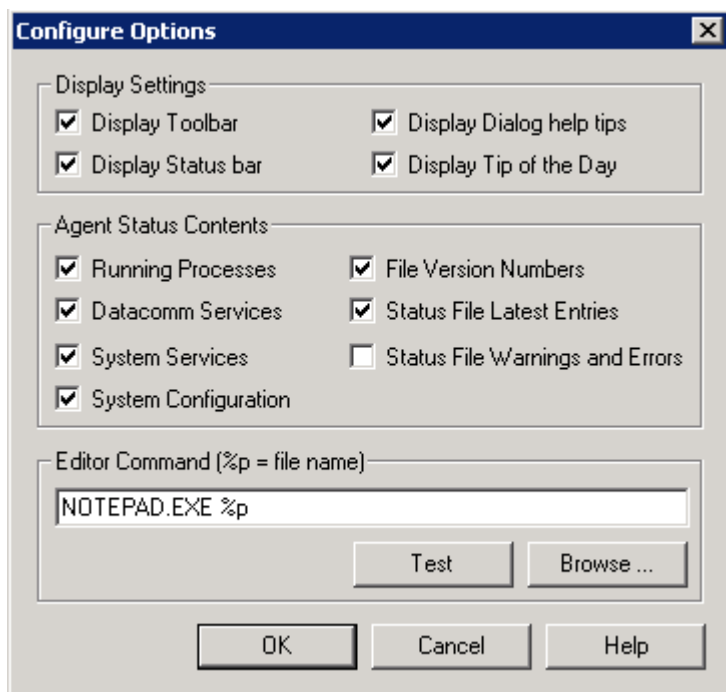 Configure Options
Display Settings
Display Toolbar
Display Dialog help tips
Display Status bar
Display Tip of the Day
Agent Status Contents
Running Processes
File Version Numbers
Datacomm Services
Status File Latest Entries
System Services
Status File Warnings and Errors
System Configuration
Editor Command (%p = file name)
NOTEPAD.EXE %p
Test
Browse ...
OK
Cancel
Help